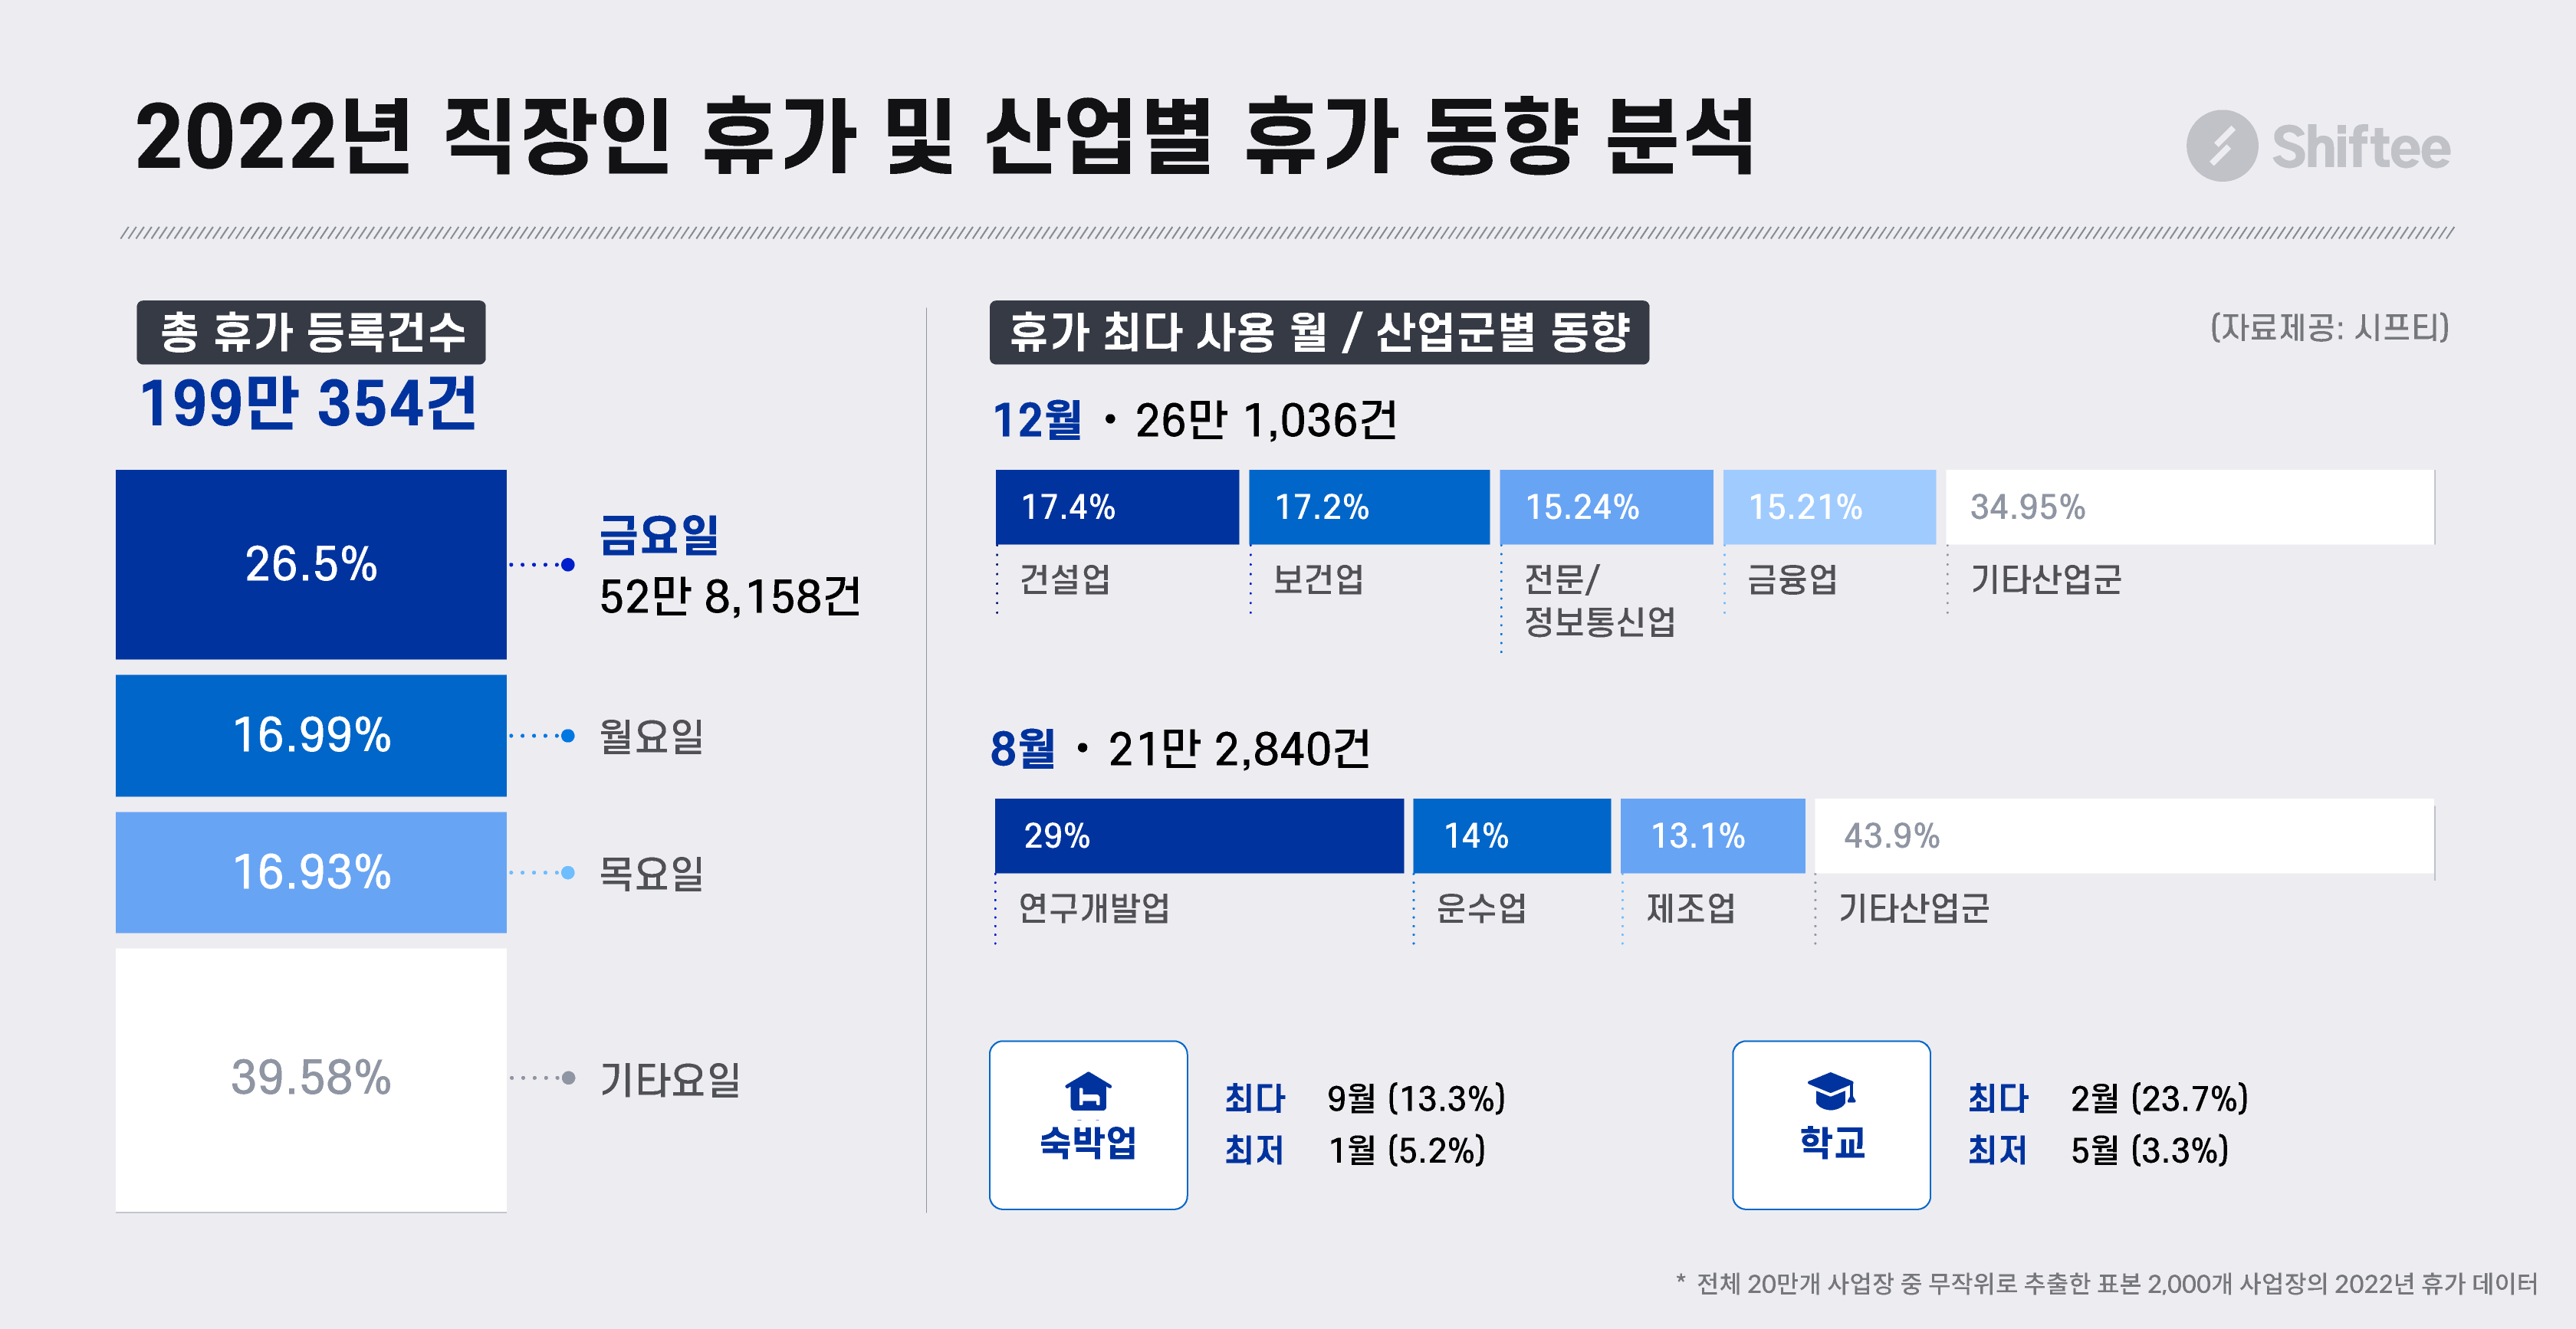 2022년 직장인 휴가 및 산업별 휴가 동향 분석
Shiftee
총 휴가 등록건수
199만 354건
26.5%
금요일
52만 8,158건
16.99%
월요일
16.93%
목요일
39.58%
기타요일
휴가 최다 사용 월 / 산업군별 동향
(자료제공: 시프티)
12월 · 26만 1,036건
17.4% 17.2% 15.24% 15.21% 34.95%
건설업 보건업 전문/ 금융업 기타산업군
정보통신업
8월 · 21만 2,840건
29% 14% 13.1% 43.9%
연구개발업 운수업 제조업 기타산업군
숙박업
최다 9월 (13.3%)
최저 1월 (5.2%)
학교
최다 2월 (23.7%)
최저 5월 (3.3%)
* 전체 20만개 사업장 중 무작위로 추출한 표본 2,000개 사업장의 2022년 휴가 데이터